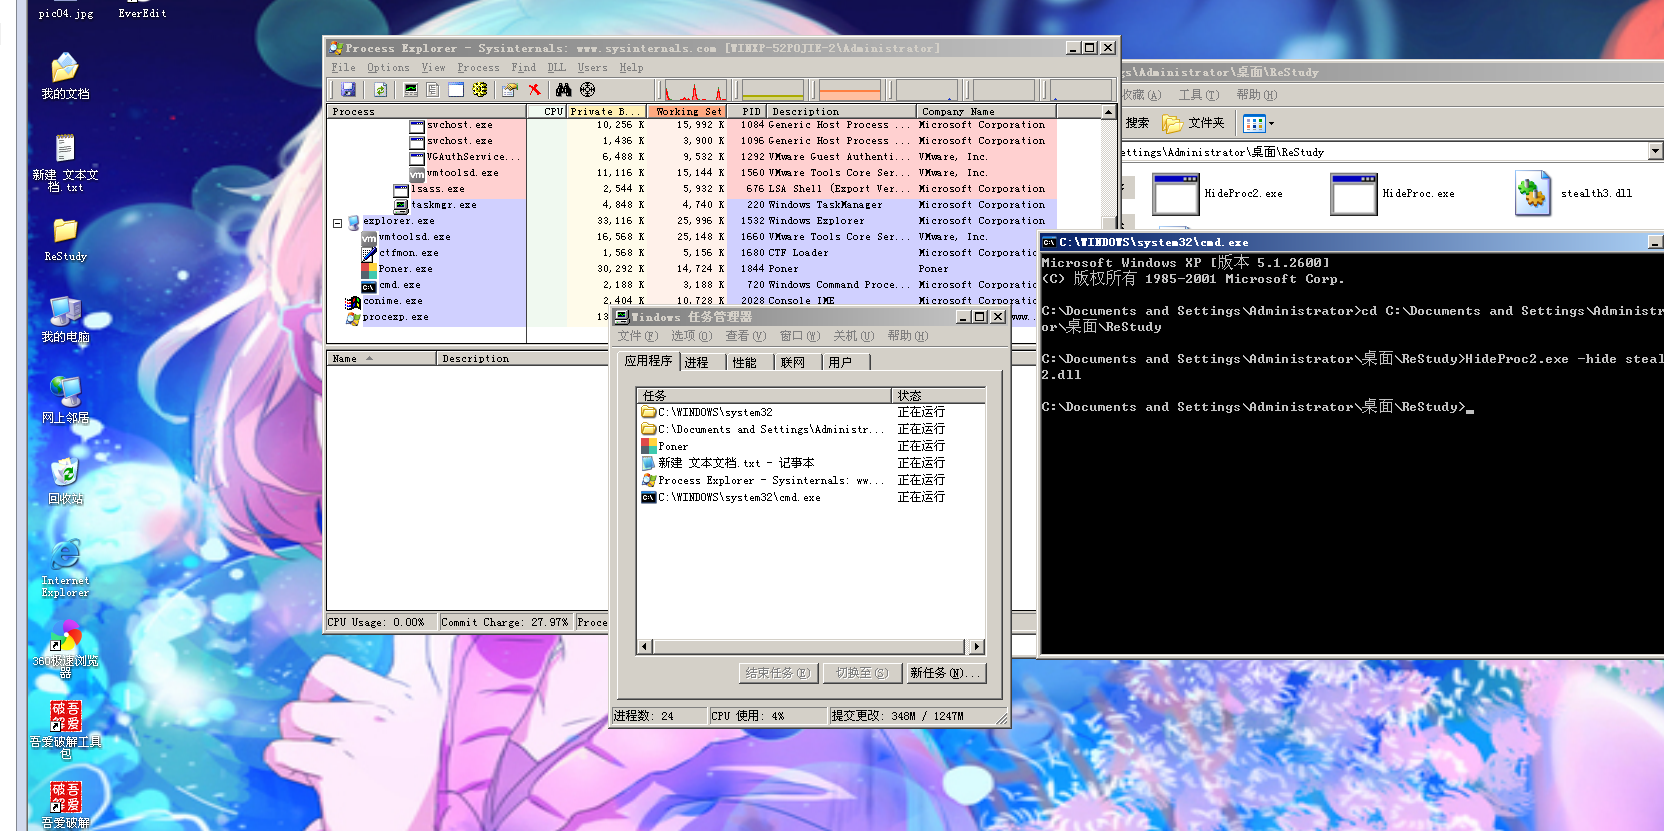 pic04.jpg
EverEdit
我的文档
新建 文本文
档.txt
ReStudy
我的电脑
网上邻居
回收站
Internet
Explorer
360极速浏览
器
破吾
解爱
吾爱破解工具
包
破吾
解爱
吾爱破解
Process Explorer - Sysinternals: www.sysinternals.com [WINXP-52POJIE-2\Administrator]
File Options View Process Find DLL Users Help
Process CPU Private B... Working Set PID Description Company Name
svchost.exe 10,256 K 15,992 K 1084 Generic Host Process ... Microsoft Corporation
svchost.exe 1,436 K 3,900 K 1096 Generic Host Process ... Microsoft Corporation
VGAuthService... 6,488 K 9,532 K 1292 VMware Guest Authenti... VMware, Inc.
vmtoolsd.exe 11,116 K 15,144 K 1560 VMware Tools Core Ser... VMware, Inc.
lsass.exe 2,544 K 5,932 K 676 LSA Shell (Export Ver... Microsoft Corporation
taskmgr.exe 4,848 K 4,740 K 220 Windows TaskManager Microsoft Corporation
explorer.exe 33,116 K 25,996 K 1532 Windows Explorer Microsoft Corporation
vmtoolsd.exe 16,568 K 25,148 K 1660 VMware Tools Core Ser... VMware, Inc.
ctfmon.exe 1,568 K 5,156 K 1680 CTF Loader Microsoft Corporatio
Poner.exe 30,292 K 14,724 K 1844 Poner Poner
cmd.exe 2,188 K 3,188 K 720 Windows Command Proce... Microsoft Corporatio
conime.exe 2,404 K 10,728 K 2028 Console IME Microsoft Corporatio
procexp.exe 13 www..
Name Description
CPU Usage: 0.00% Commit Charge: 27.97% Proce
Windows 任务管理器
文件(F) 选项(O) 查看(V) 窗口(W) 关机(U) 帮助(H)
应用程序 进程 性能 联网 用户
任务 状态
C:\WINDOWS\system32 正在运行
C:\Documents and Settings\Administr... 正在运行
Poner 正在运行
新建 文本文档.txt - 记事本 正在运行
Process Explorer - Sysinternals: ww... 正在运行
C:\WINDOWS\system32\cmd.exe 正在运行
结束任务(E) 切换至(S) 新任务(N)...
进程数: 24 CPU 使用: 4% 提交更改: 348M / 1247M
gs\Administrator\桌面\ReStudy
收藏(A) 工具(T) 帮助(H)
搜索 文件夹
ettings\Administrator\桌面\ReStudy
HideProc2.exe HideProc.exe stealth3.dll
C:\WINDOWS\system32\cmd.exe
Microsoft Windows XP [版本 5.1.2600]
(C) 版权所有 1985-2001 Microsoft Corp.
C:\Documents and Settings\Administrator>cd C:\Documents and Settings\Administr
or\桌面\ReStudy
C:\Documents and Settings\Administrator\桌面\ReStudy>HideProc2.exe -hide steal
2.dll
C:\Documents and Settings\Administrator\桌面\ReStudy>